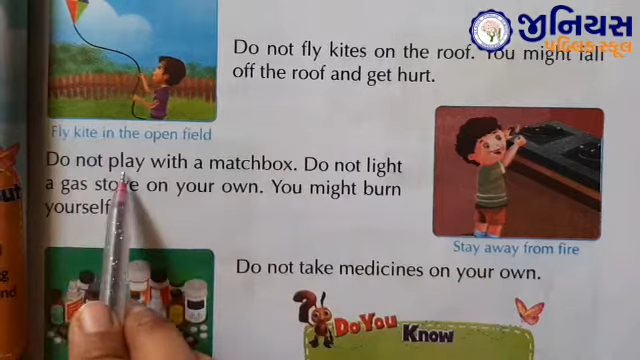 જીનિયસ
પબ્લિક સ્કૂલ
Do not fly kites on the roof. You might fall
off the roof and get hurt.
Fly kite in the open field
Do not play with a matchbox. Do not light
a gas stove on your own. You might burn
yourself
Stay away from fire
Do not take medicines on your own.
Do You Know